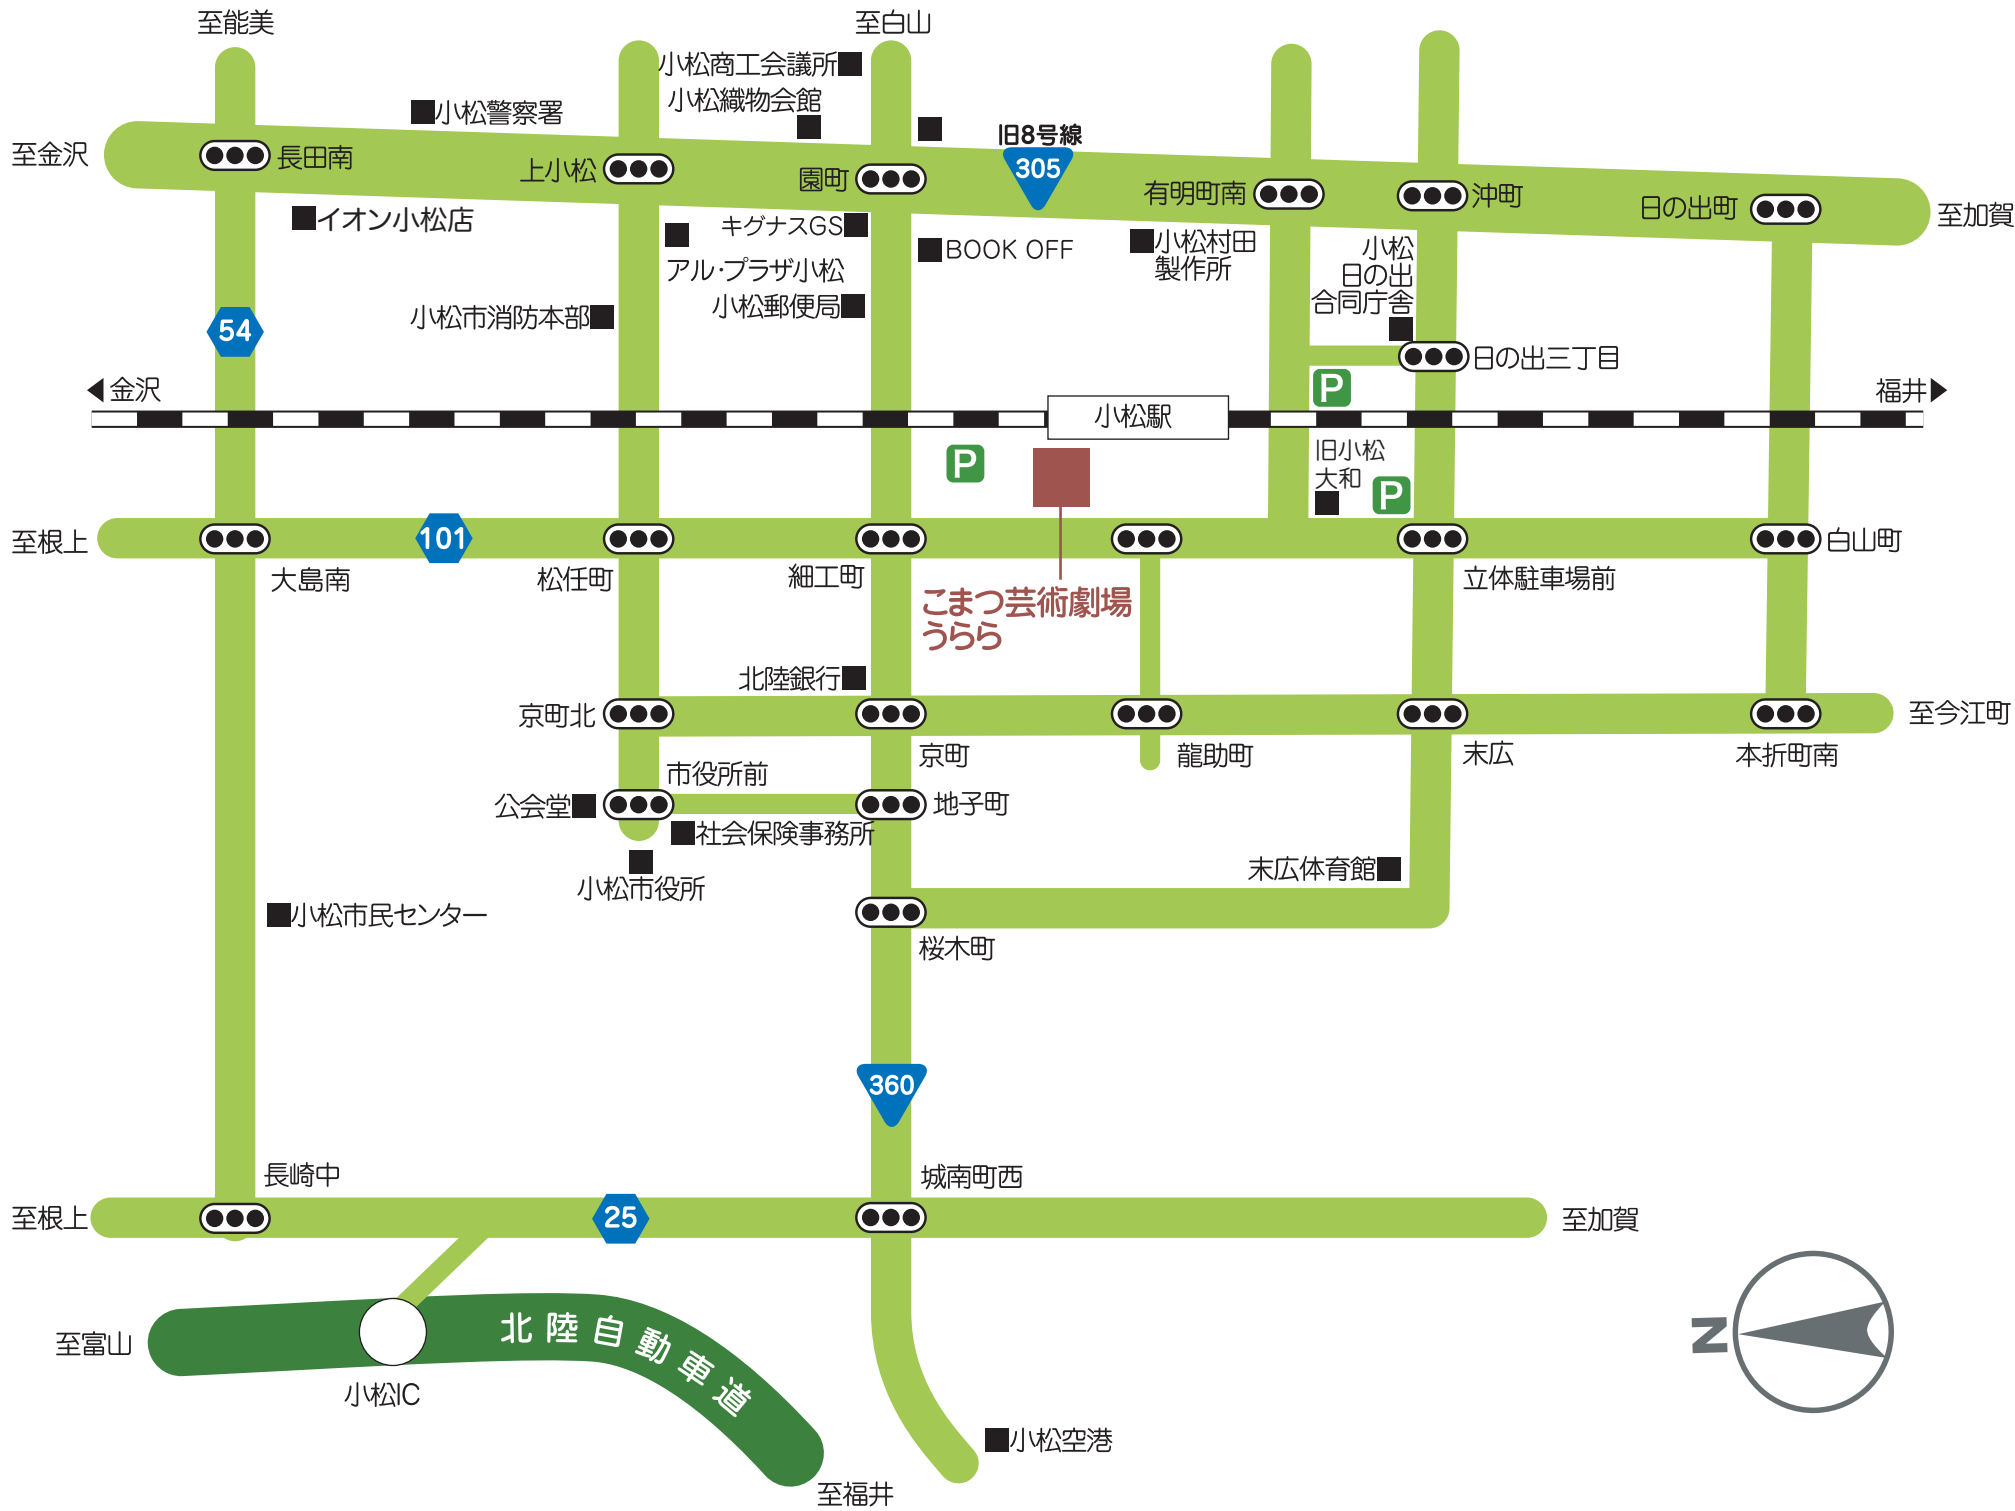 至能美
至白山
小松商工会議所
小松織物会館
小松警察署
旧8号線
305
至金沢
長田南
上小松
園町
有明町南
沖町
日の出町
至加賀
イオン小松店
キグナスGS
BOOK OFF
小松村田
製作所
小松
日の出
合同庁舎
アル・プラザ小松
小松郵便局
小松市消防本部
54
日の出三丁目
P
金沢
福井
小松駅
P
旧小松
大和
P
至根上
101
白山町
大島南
松任町
細工町
立体駐車場前
こまつ芸術劇場
うらら
北陸銀行
京町北
至今江町
京町
龍助町
末広
本折町南
市役所前
公会堂
地子町
社会保険事務所
小松市役所
末広体育館
小松市民センター
桜木町
360
長崎中
城南町西
至根上
25
至加賀
至富山
北陸自動車道
小松IC
N
小松空港
至福井